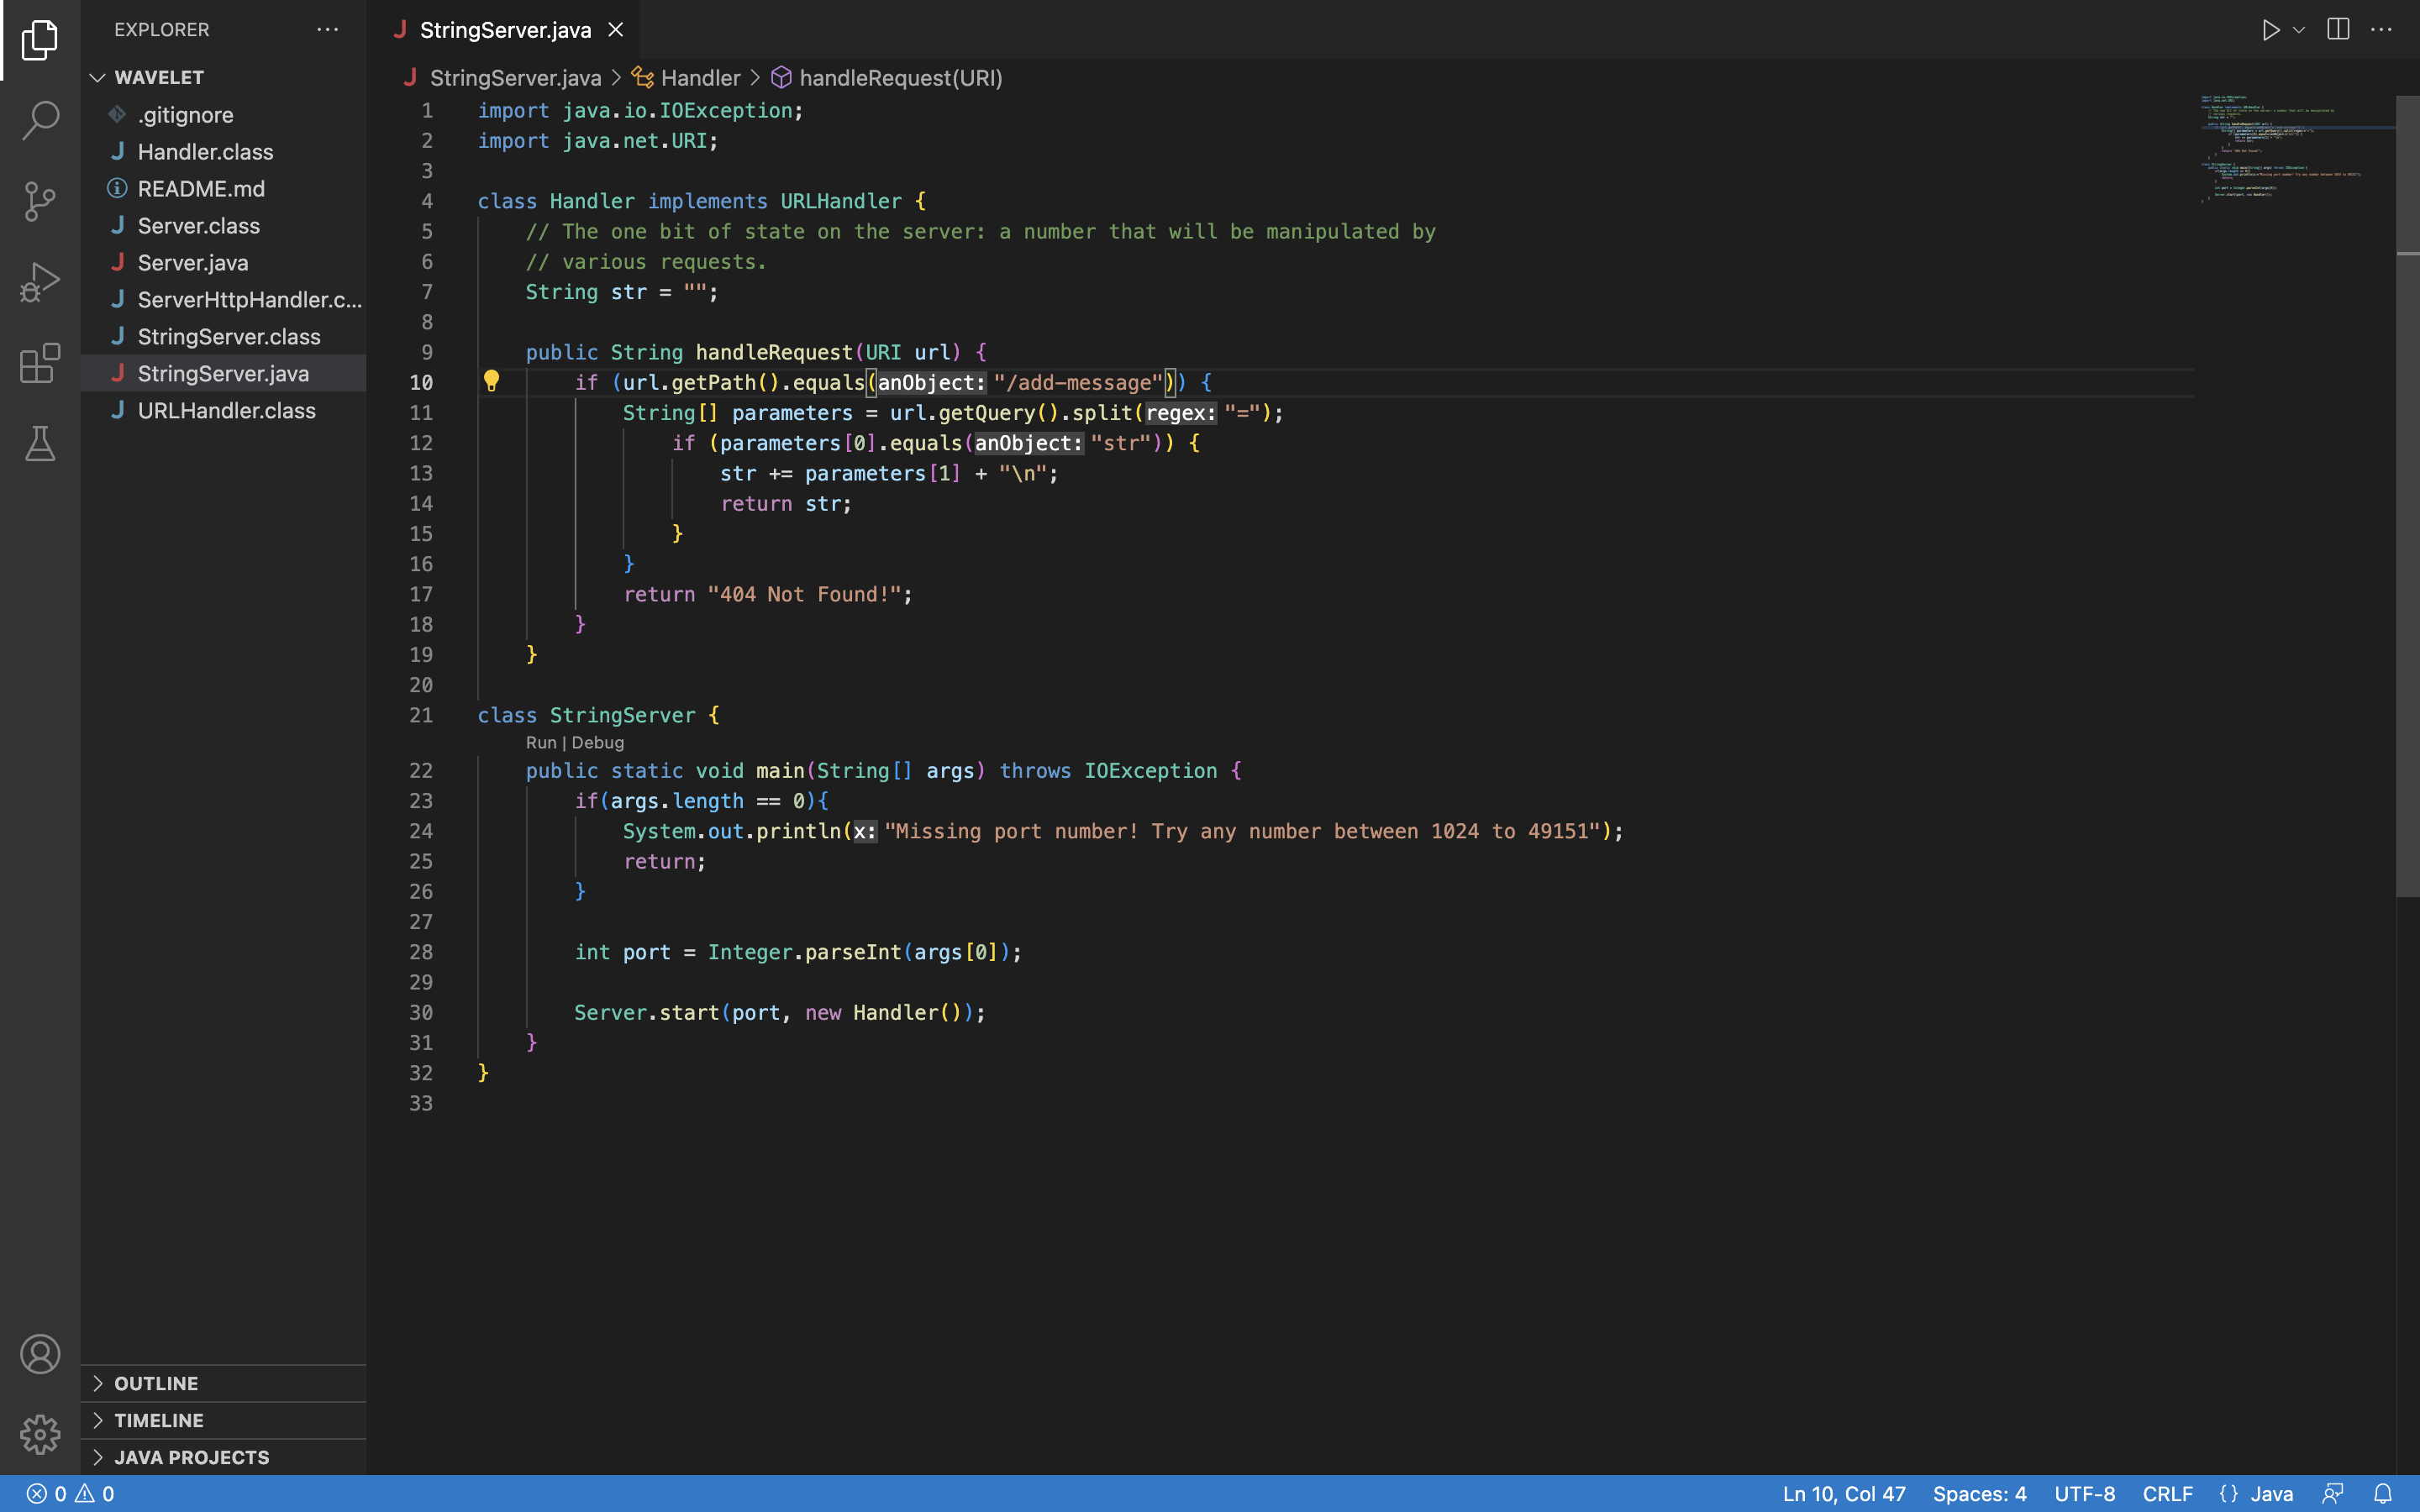 EXPLORER
WAVELET
.gitignore
Handler.class
README.md
Server.class
Server.java
ServerHttpHandler.c...
StringServer.class
StringServer.java
URLHandler.class
OUTLINE
TIMELINE
JAVA PROJECTS
StringServer.java
StringServer.java > Handler > handleRequest(URI)
1 import java.io.IOException;
2 import java.net.URI;
3
4 class Handler implements URLHandler {
5 // The one bit of state on the server: a number that will be manipulated by
6 // various requests.
7 String str = "";
8
9 public String handleRequest(URI url) {
10 if (url.getPath().equals(anObject: "/add-message")) {
11 String[] parameters = url.getQuery().split(regex: "=");
12 if (parameters[0].equals(anObject: "str")) {
13 str += parameters[1] + "\n";
14 return str;
15 }
16 }
17 return "404 Not Found!";
18 }
19 }
20
21 class StringServer {
Run | Debug
22 public static void main(String[] args) throws IOException {
23 if(args.length == 0){
24 System.out.println(x: "Missing port number! Try any number between 1024 to 49151");
25 return;
26 }
27
28 int port = Integer.parseInt(args[0]);
29
30 Server.start(port, new Handler());
31 }
32 }
33
0 0
Ln 10, Col 47 Spaces: 4 UTF-8 CRLF {} Java